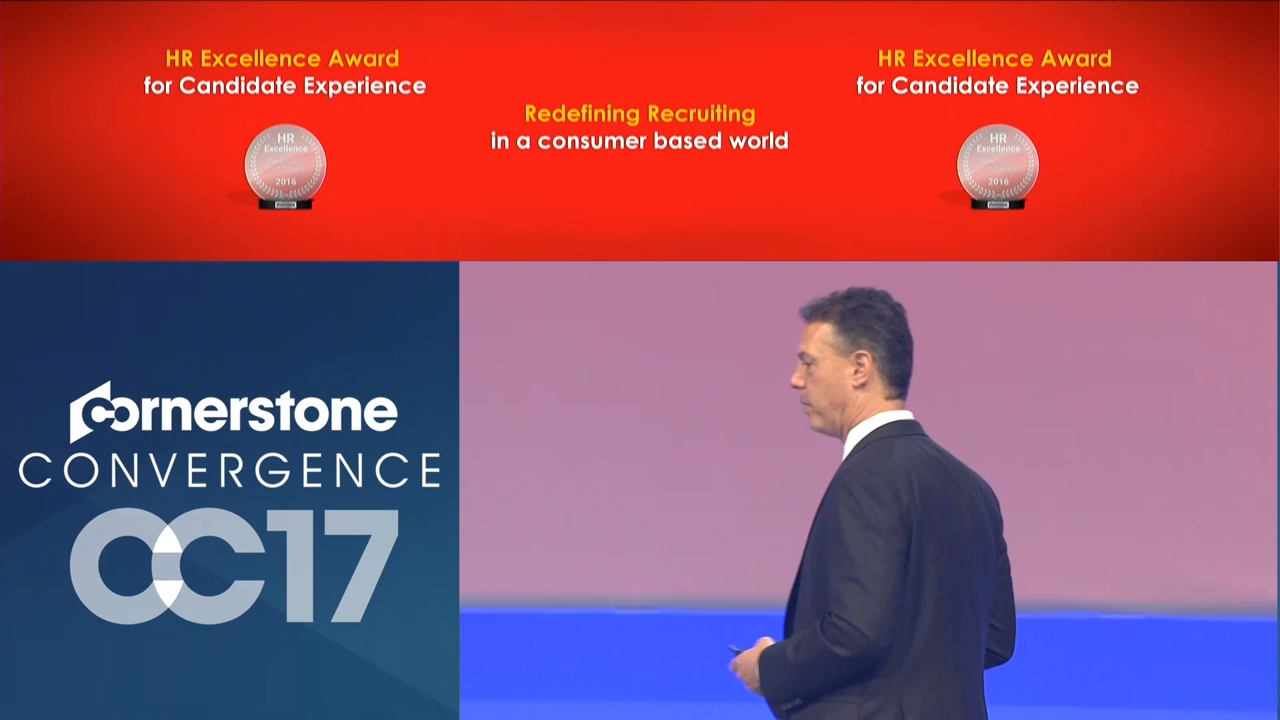 HR Excellence Award
for Candidate Experience
HR
Excellence
2016
Redefining Recruiting
in a consumer based world
HR Excellence Award
for Candidate Experience
HR
Excellence
2016
Cornerstone
CONVERGENCE
OC17